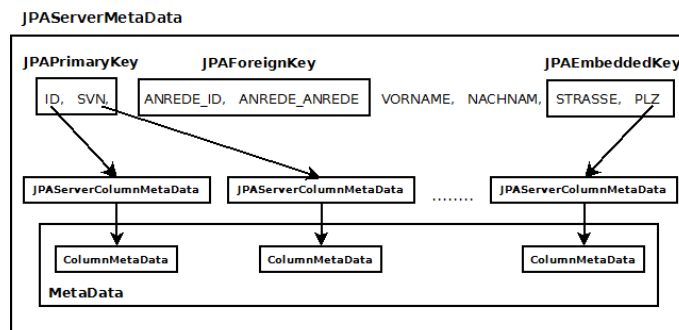 JPAServerMetaData
JPAPrimaryKey JPAForeignKey JPAEmbeddedKey
ID, SVN, ANREDE_ID, ANREDE_ANREDE VORNAME, NACHNAM, STRASSE, PLZ
JPAServerColumnMetaData JPAServerColumnMetaData ........ JPAServerColumnMetaData
ColumnMetaData ColumnMetaData ColumnMetaData
MetaData